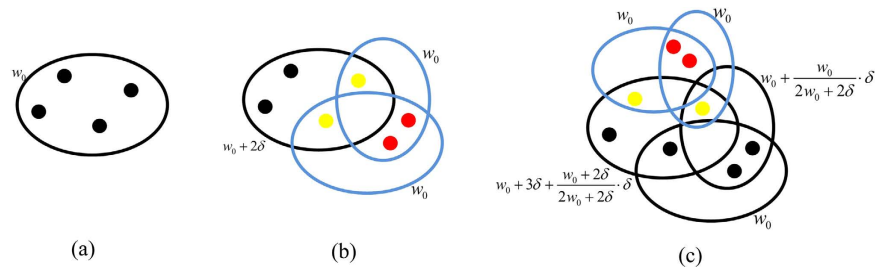 w₀
w₀
w₀ + 2δ
w₀
w₀
w₀
w₀ + w₀/(2w₀ + 2δ) · δ
w₀ + 3δ + (w₀ + 2δ)/(2w₀ + 2δ) · δ
w₀
(a)
(b)
(c)